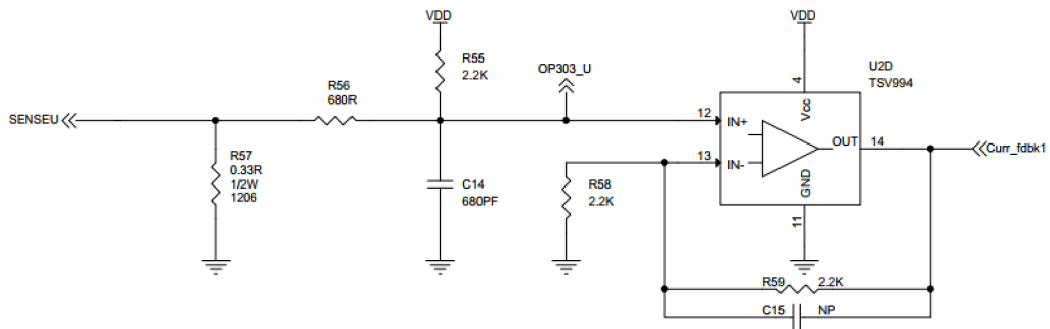 VDD
VDD
R55
2.2K
OP303_U
U2D
TSV994
R56
680R
4
Vcc
SENSEU
12
IN+
OUT
14
Curr_fdbk1
13
IN-
R57
0.33R
1/2W
1206
C14
680PF
R58
2.2K
GND
11
R59
2.2K
C15
NP